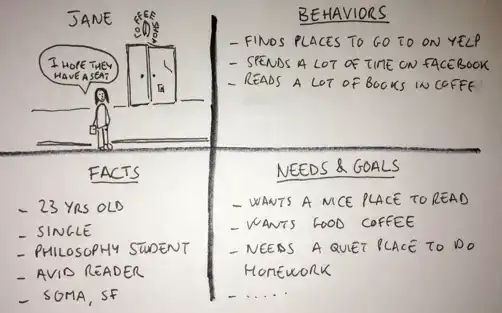 JANE
COFFEE
I HOPE THEY
HAVE A SEAT
BEHAVIORS
- FINDS PLACES TO GO TO ON YELP
- SPENDS A LOT OF TIME ON FACEBOOK
- READS A LOT OF BOOKS IN COFFE
FACTS
- 23 YRS OLD
- SINGLE
- PHILOSOPHY STUDENT
- AVID READER
- SOMA, SF
NEEDS & GOALS
- WANTS A NICE PLACE TO READ
- WANTS GOOD COFFEE
- NEEDS A QUIET PLACE TO DO
HOMEWORK
- .....